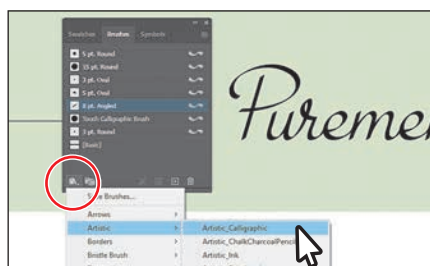 Swatches Brushes Symbols
5 pt. Round
15 pt. Round
3 pt. Oval
5 pt. Oval
8 pt. Angled
Touch Calligraphic Brush
3 pt. Round
[Basic]
Pureme
Brushes...
Arrows
Artistic
Artistic_Calligraphic
Borders
Artistic_ChalkCharcoalPencil
Bristle Brush
Artistic_Ink